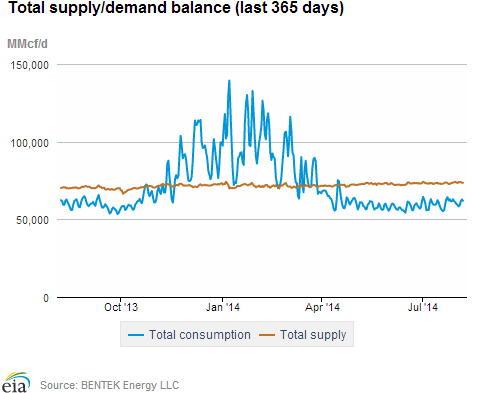 Total supply/demand balance (last 365 days)
MMcf/d
150,000
100,000
50,000
0
Oct '13 Jan '14 Apr '14 Jul '14
Total consumption Total supply
eia Source: BENTEK Energy LLC